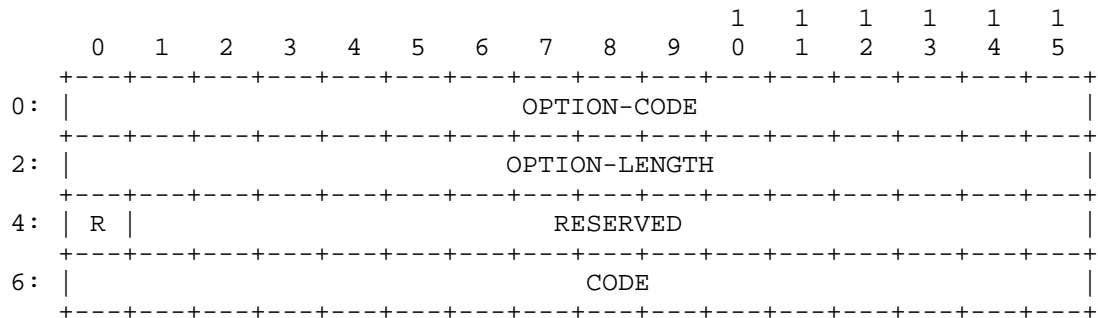 1   1   1   1   1   1
     0   1   2   3   4   5   6   7   8   9   0   1   2   3   4   5
   +---+---+---+---+---+---+---+---+---+---+---+---+---+---+---+---+
0: |                          OPTION-CODE                          |
   +---+---+---+---+---+---+---+---+---+---+---+---+---+---+---+---+
2: |                         OPTION-LENGTH                         |
   +---+---+---+---+---+---+---+---+---+---+---+---+---+---+---+---+
4: | R |                         RESERVED                          |
   +---+---+---+---+---+---+---+---+---+---+---+---+---+---+---+---+
6: |                             CODE                              |
   +---+---+---+---+---+---+---+---+---+---+---+---+---+---+---+---+